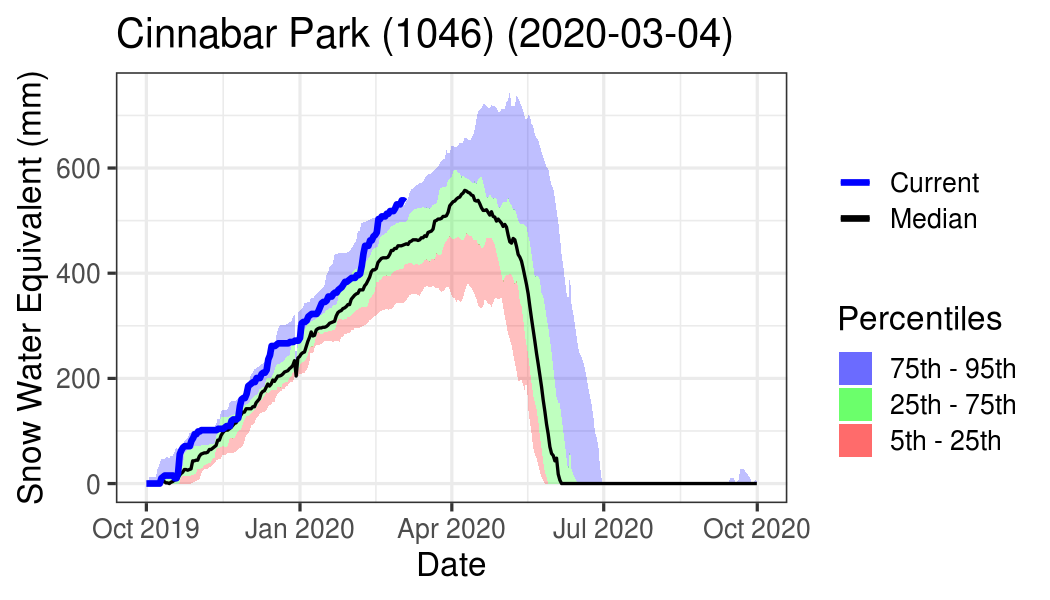 Cinnabar Park (1046) (2020-03-04)
Snow Water Equivalent (mm)
600
400
200
0
Oct 2019
Jan 2020
Apr 2020
Jul 2020
Oct 2020
Date
Current
Median
Percentiles
75th - 95th
25th - 75th
5th - 25th